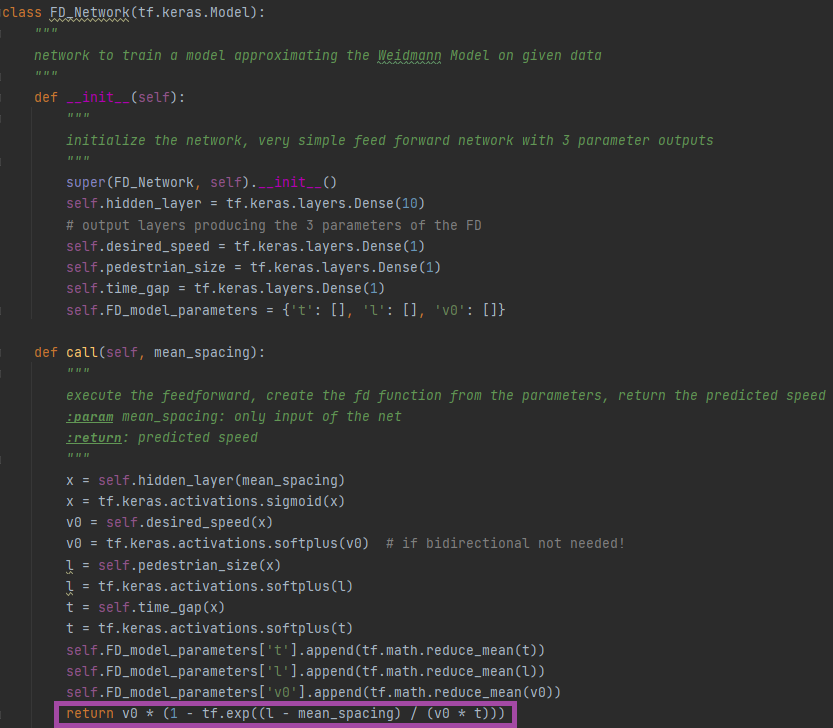 class FD_Network(tf.keras.Model):
    """
    network to train a model approximating the Weidmann Model on given data
    """
    def __init__(self):
        """
        initialize the network, very simple feed forward network with 3 parameter outputs
        """
        super(FD_Network, self).__init__()
        self.hidden_layer = tf.keras.layers.Dense(10)
        # output layers producing the 3 parameters of the FD
        self.desired_speed = tf.keras.layers.Dense(1)
        self.pedestrian_size = tf.keras.layers.Dense(1)
        self.time_gap = tf.keras.layers.Dense(1)
        self.FD_model_parameters = {'t': [], 'l': [], 'v0': []}

    def call(self, mean_spacing):
        """
        execute the feedforward, create the fd function from the parameters, return the predicted speed
        :param mean_spacing: only input of the net
        :return: predicted speed
        """
        x = self.hidden_layer(mean_spacing)
        x = tf.keras.activations.sigmoid(x)
        v0 = self.desired_speed(x)
        v0 = tf.keras.activations.softplus(v0)  # if bidirectional not needed!
        l = self.pedestrian_size(x)
        l = tf.keras.activations.softplus(l)
        t = self.time_gap(x)
        t = tf.keras.activations.softplus(t)
        self.FD_model_parameters['t'].append(tf.math.reduce_mean(t))
        self.FD_model_parameters['l'].append(tf.math.reduce_mean(l))
        self.FD_model_parameters['v0'].append(tf.math.reduce_mean(v0))
        return v0 * (1 - tf.exp((l - mean_spacing) / (v0 * t)))